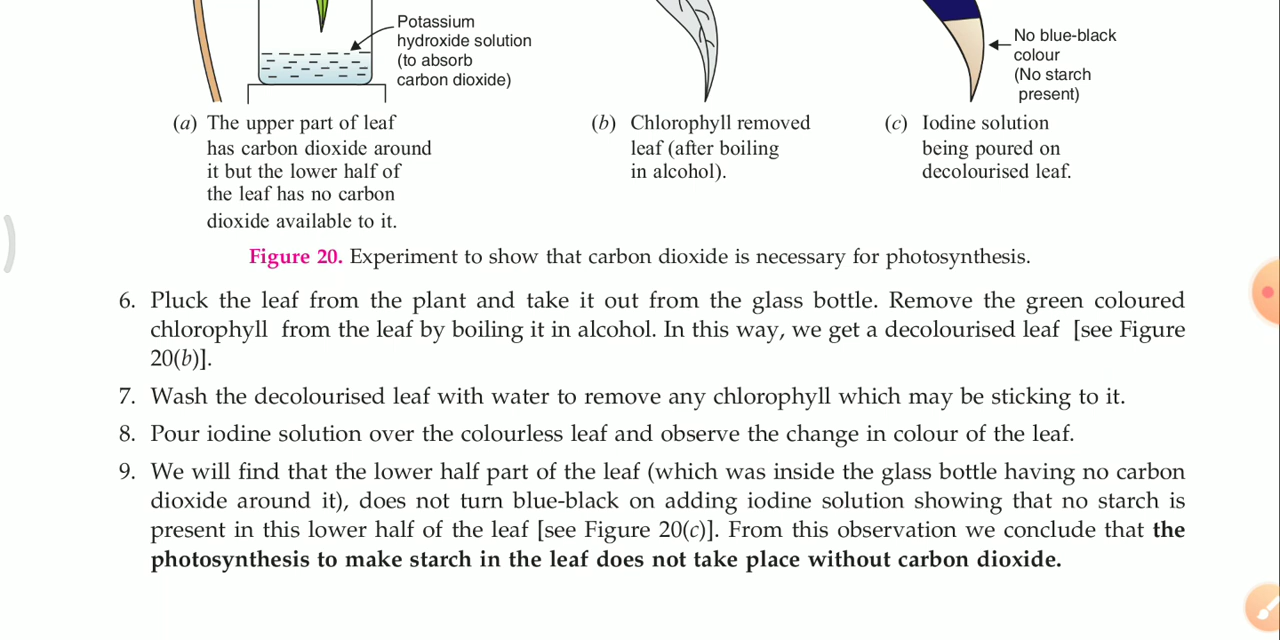 Potassium
hydroxide solution
(to absorb
carbon dioxide)
No blue-black
colour
(No starch
present)
(a) The upper part of leaf
has carbon dioxide around
it but the lower half of
the leaf has no carbon
dioxide available to it.
(b) Chlorophyll removed
leaf (after boiling
in alcohol).
(c) Iodine solution
being poured on
decolourised leaf.
Figure 20. Experiment to show that carbon dioxide is necessary for photosynthesis.
6. Pluck the leaf from the plant and take it out from the glass bottle. Remove the green coloured
chlorophyll from the leaf by boiling it in alcohol. In this way, we get a decolourised leaf [see Figure
20(b)].
7. Wash the decolourised leaf with water to remove any chlorophyll which may be sticking to it.
8. Pour iodine solution over the colourless leaf and observe the change in colour of the leaf.
9. We will find that the lower half part of the leaf (which was inside the glass bottle having no carbon
dioxide around it), does not turn blue-black on adding iodine solution showing that no starch is
present in this lower half of the leaf [see Figure 20(c)]. From this observation we conclude that the
photosynthesis to make starch in the leaf does not take place without carbon dioxide.